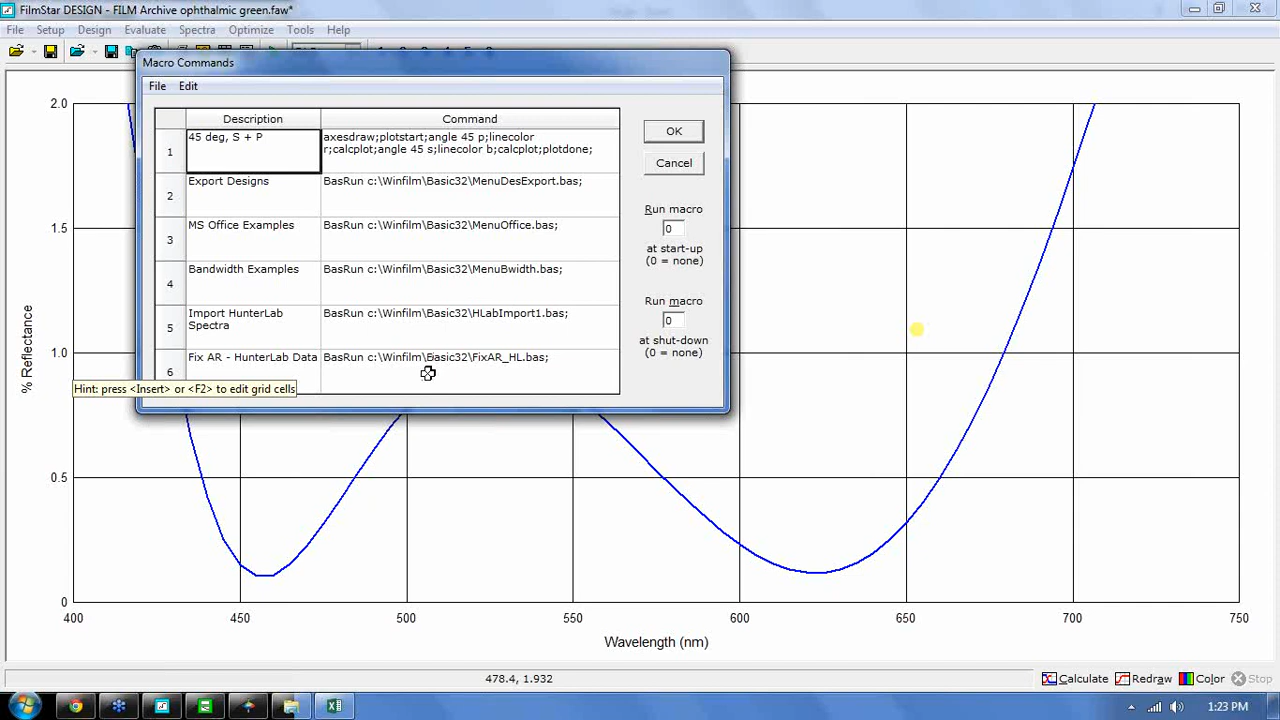 FilmStar DESIGN - FILM Archive ophthalmic green.faw*
File Setup Design Evaluate Spectra Optimize Tools Help
Macro Commands
File Edit
Description Command
1 45 deg, S + P axesdraw;plotstart;angle 45 p;linecolor
r;calcplot;angle 45 s;linecolor b;calcplot;plotdone;
2 Export Designs BasRun c:\Winfilm\Basic32\MenuDesExport.bas;
3 MS Office Examples BasRun c:\Winfilm\Basic32\MenuOffice.bas;
4 Bandwidth Examples BasRun c:\Winfilm\Basic32\MenuBwidth.bas;
5 Import HunterLab BasRun c:\Winfilm\Basic32\HLabImport1.bas;
Spectra
6 Fix AR - HunterLab Data BasRun c:\Winfilm\Basic32\FixAR_HL.bas;
OK
Cancel
Run macro
0
at start-up
(0 = none)
Run macro
0
at shut-down
(0 = none)
Hint: press <Insert> or <F2> to edit grid cells
% Reflectance
2.0
1.5
1.0
0.5
0
400 450 500 550 600 650 700 750
Wavelength (nm)
478.4, 1.932
Calculate Redraw Color Stop
1:23 PM